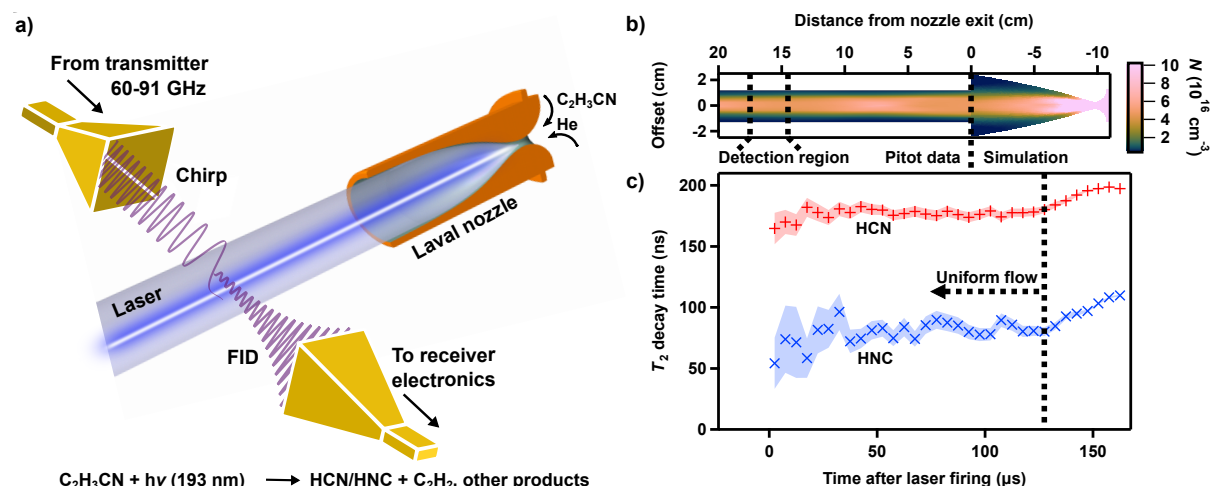 a)
From transmitter
60-91 GHz
Chirp
C₂H₃CN
He
Laval nozzle
Laser
FID
To receiver
electronics
C₂H₃CN + hν (193 nm) → HCN/HNC + C₂H₂, other products
b)
Distance from nozzle exit (cm)
20 15 10 5 0 -5 -10
Offset (cm)
2
0
-2
Detection region
Pitot data
Simulation
10
8
6
4
2
N (10¹⁶ cm⁻³)
c)
T₂ decay time (ns)
200
150
100
50
0
HCN
Uniform flow
HNC
0 50 100 150
Time after laser firing (μs)